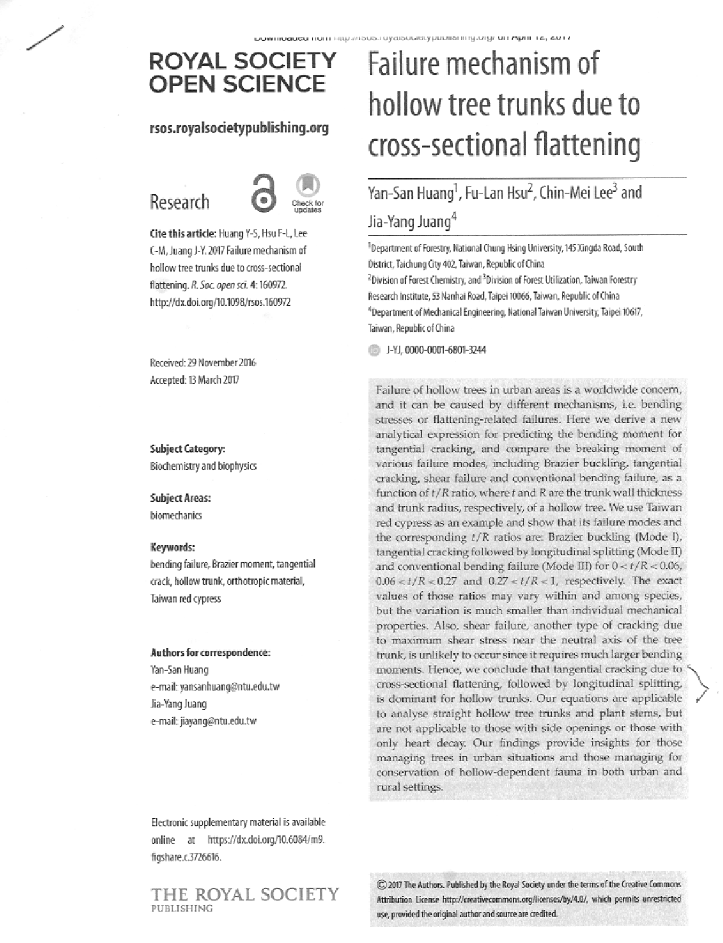 Downloaded from http://rsos.royalsocietypublishing.org/ on April 12, 2017
ROYAL SOCIETY
OPEN SCIENCE
rsos.royalsocietypublishing.org
Research
Check for
updates
Cite this article: Huang Y-S, Hsu F-L, Lee
C-M, Juang J-Y. 2017 Failure mechanism of
hollow tree trunks due to cross-sectional
flattening. R. Soc. open sci. 4: 160972.
http://dx.doi.org/10.1098/rsos.160972
Received: 29 November 2016
Accepted: 13 March 2017
Subject Category:
Biochemistry and biophysics
Subject Areas:
biomechanics
Keywords:
bending failure, Brazier moment, tangential
crack, hollow trunk, orthotropic material,
Taiwan red cypress
Authors for correspondence:
Yan-San Huang
e-mail: yansanhuang@ntu.edu.tw
Jia-Yang Juang
e-mail: jiayang@ntu.edu.tw
Electronic supplementary material is available
online at https://dx.doi.org/10.6084/m9.
figshare.c.3726616.
THE ROYAL SOCIETY
PUBLISHING
Failure mechanism of
hollow tree trunks due to
cross-sectional flattening
Yan-San Huang¹, Fu-Lan Hsu², Chin-Mei Lee³ and
Jia-Yang Juang⁴
¹Department of Forestry, National Chung Hsing University, 145 Xingda Road, South
District, Taichung City 402, Taiwan, Republic of China
²Division of Forest Chemistry, and ³Division of Forest Utilization, Taiwan Forestry
Research Institute, 53 Nanhai Road, Taipei 10066, Taiwan, Republic of China
⁴Department of Mechanical Engineering, National Taiwan University, Taipei 10617,
Taiwan, Republic of China
J-YJ, 0000-0001-6801-3244
Failure of hollow trees in urban areas is a worldwide concern,
and it can be caused by different mechanisms, i.e. bending
stresses or flattening-related failures. Here we derive a new
analytical expression for predicting the bending moment for
tangential cracking, and compare the breaking moment of
various failure modes, including Brazier buckling, tangential
cracking, shear failure and conventional bending failure, as a
function of t/R ratio, where t and R are the trunk wall thickness
and trunk radius, respectively, of a hollow tree. We use Taiwan
red cypress as an example and show that its failure modes and
the corresponding t/R ratios are: Brazier buckling (Mode I),
tangential cracking followed by longitudinal splitting (Mode II)
and conventional bending failure (Mode III) for 0 < t/R < 0.06,
0.06 < t/R < 0.27 and 0.27 < t/R < 1, respectively. The exact
values of those ratios may vary within and among species,
but the variation is much smaller than individual mechanical
properties. Also, shear failure, another type of cracking due
to maximum shear stress near the neutral axis of the tree
trunk, is unlikely to occur since it requires much larger bending
moments. Hence, we conclude that tangential cracking due to
cross-sectional flattening, followed by longitudinal splitting,
is dominant for hollow trunks. Our equations are applicable
to analyse straight hollow tree trunks and plant stems, but
are not applicable to those with side openings or those with
only heart decay. Our findings provide insights for those
managing trees in urban situations and those managing for
conservation of hollow-dependent fauna in both urban and
rural settings.
© 2017 The Authors. Published by the Royal Society under the terms of the Creative Commons
Attribution License http://creativecommons.org/licenses/by/4.0/, which permits unrestricted
use, provided the original author and source are credited.